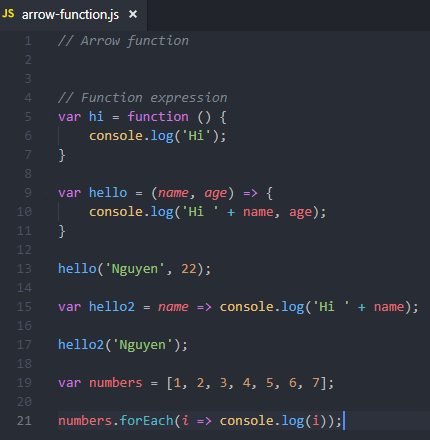 JS arrow-function.js ×
1 // Arrow function
2
3
4 // Function expression
5 var hi = function () {
6     console.log('Hi');
7 }
8
9 var hello = (name, age) => {
10     console.log('Hi ' + name, age);
11 }
12
13 hello('Nguyen', 22);
14
15 var hello2 = name => console.log('Hi ' + name);
16
17 hello2('Nguyen');
18
19 var numbers = [1, 2, 3, 4, 5, 6, 7];
20
21 numbers.forEach(i => console.log(i));